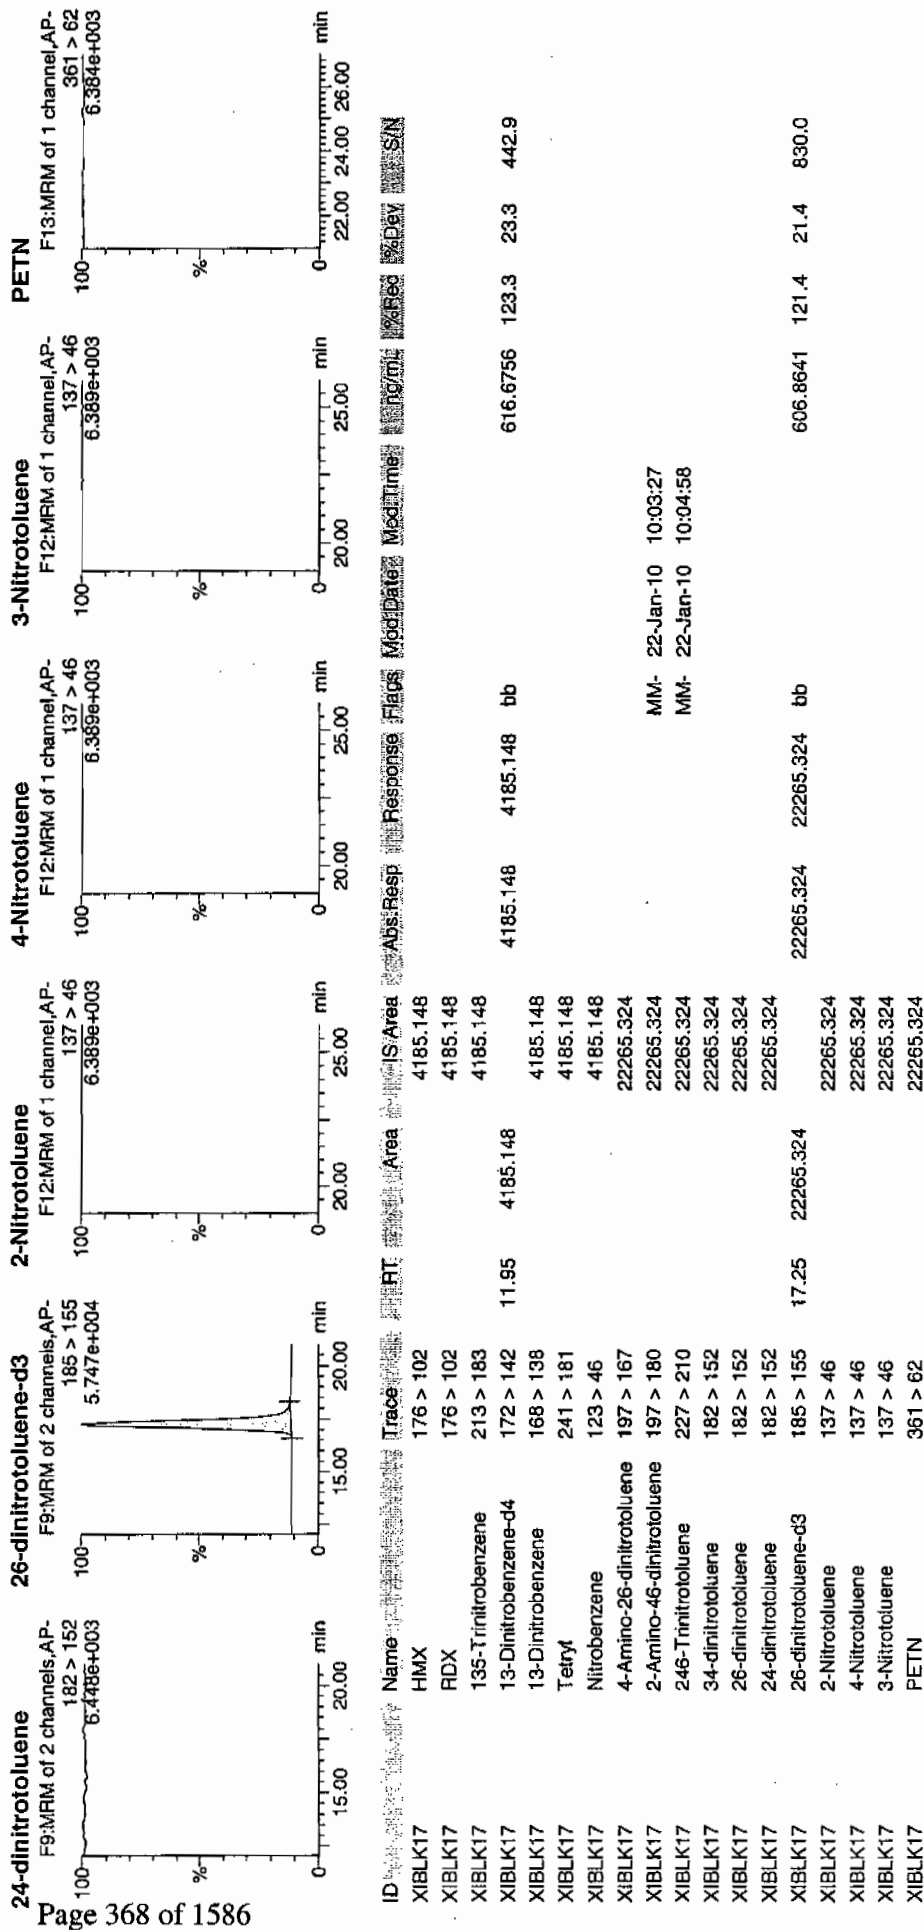 24-dinitrotoluene
F9:MRM of 2 channels,AP-
182 > 152
6.448e+003
100
%
0
15.00 20.00 min
26-dinitrotoluene-d3
F9:MRM of 2 channels,AP-
185 > 155
5.747e+004
100
%
0
15.00 20.00 min
2-Nitrotoluene
F12:MRM of 1 channel,AP-
137 > 46
6.389e+003
100
%
0
20.00 25.00 min
4-Nitrotoluene
F12:MRM of 1 channel,AP-
137 > 46
6.389e+003
100
%
0
20.00 25.00 min
3-Nitrotoluene
F12:MRM of 1 channel,AP-
137 > 46
6.389e+003
100
%
0
20.00 25.00 min
PETN
F13:MRM of 1 channel,AP-
361 > 62
6.384e+003
100
%
0
22.00 24.00 26.00 min
ID Name Trace RT Area IS Area Abs.Resp Response Flags Mod.Date Mod.Time ng/mL %Rec %Dev S/N
XIBLK17 HMX 176 > 102 4185.148
XIBLK17 RDX 176 > 102 4185.148
XIBLK17 135-Trinitrobenzene 213 > 183 4185.148
XIBLK17 13-Dinitrobenzene-d4 172 > 142 11.95 4185.148 4185.148 4185.148 bb 616.6756 123.3 23.3 442.9
XIBLK17 13-Dinitrobenzene 168 > 138 4185.148
XIBLK17 Tetryl 241 > 181 4185.148
XIBLK17 Nitrobenzene 123 > 46 4185.148
XIBLK17 4-Amino-26-dinitrotoluene 197 > 167 22265.324
XIBLK17 2-Amino-46-dinitrotoluene 197 > 180 22265.324 MM- 22-Jan-10 10:03:27
XIBLK17 246-Trinitrotoluene 227 > 210 22265.324 MM- 22-Jan-10 10:04:58
XIBLK17 34-dinitrotoluene 182 > 152 22265.324
XIBLK17 26-dinitrotoluene 182 > 152 22265.324
XIBLK17 24-dinitrotoluene 182 > 152 22265.324
XIBLK17 26-dinitrotoluene-d3 185 > 155 17.25 22265.324 22265.324 22265.324 bb 606.8641 121.4 21.4 830.0
XIBLK17 2-Nitrotoluene 137 > 46 22265.324
XIBLK17 4-Nitrotoluene 137 > 46 22265.324
XIBLK17 3-Nitrotoluene 137 > 46 22265.324
XIBLK17 PETN 361 > 62 22265.324
Page 368 of 1586